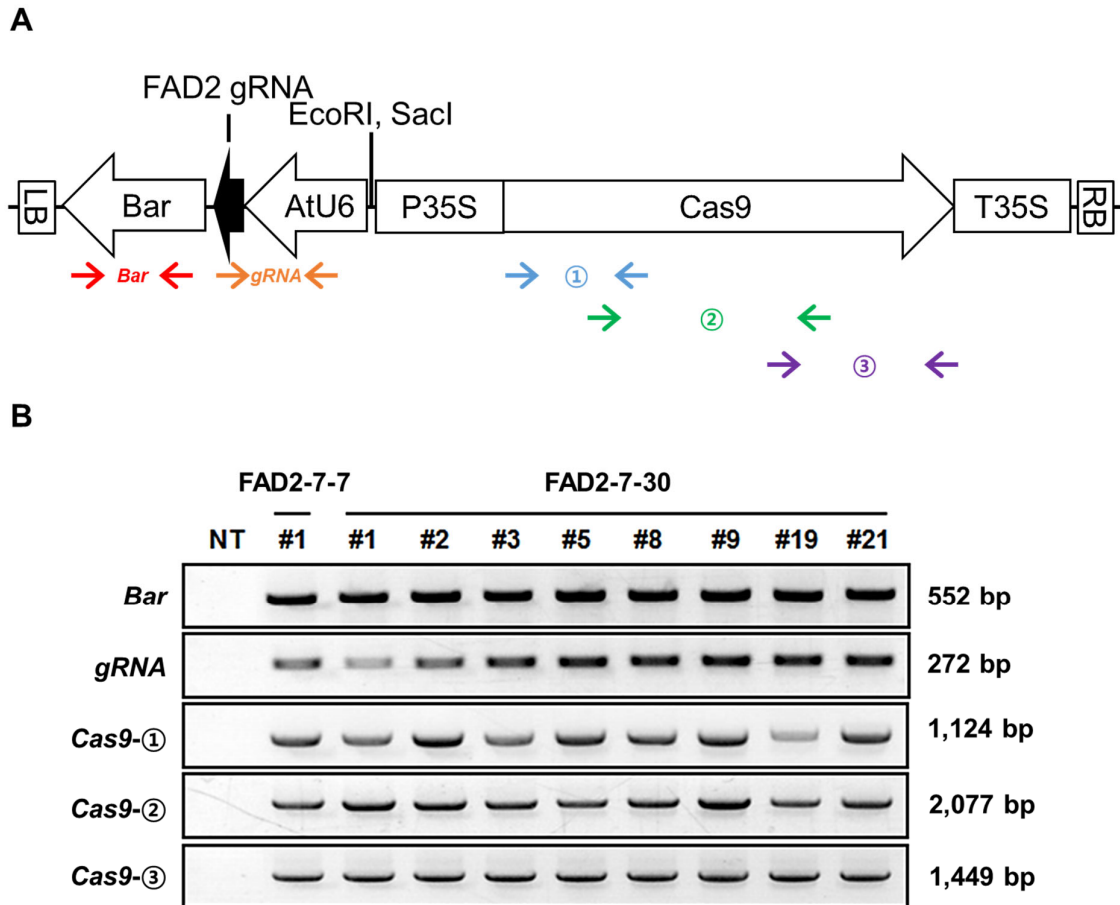 A
FAD2 gRNA
EcoRI, SacI
LB Bar AtU6 P35S Cas9 T35S RB
Bar gRNA ①
②
③
B
FAD2-7-7 FAD2-7-30
NT #1 #1 #2 #3 #5 #8 #9 #19 #21
Bar 552 bp
gRNA 272 bp
Cas9-① 1,124 bp
Cas9-② 2,077 bp
Cas9-③ 1,449 bp